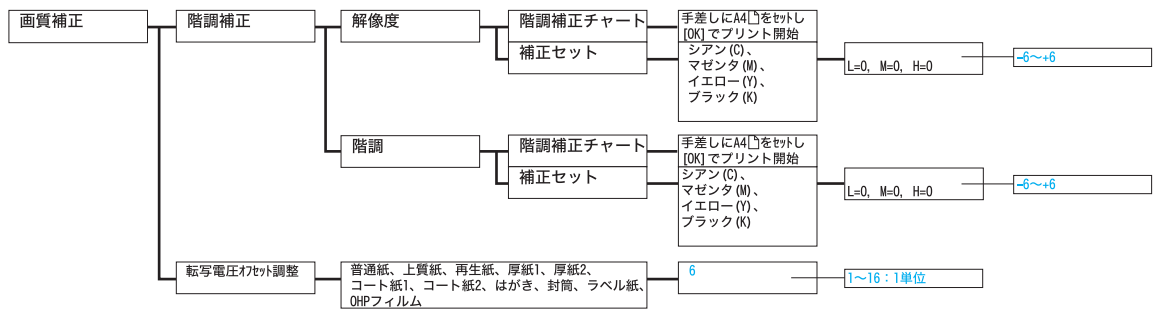 画質補正
階調補正
解像度
階調補正チャート
手差しにA4をセットし
[OK]でプリント開始
補正セット
シアン(C)、
マゼンタ(M)、
イエロー(Y)、
ブラック(K)
L=0, M=0, H=0
-6～+6
階調
階調補正チャート
手差しにA4をセットし
[OK]でプリント開始
補正セット
シアン(C)、
マゼンタ(M)、
イエロー(Y)、
ブラック(K)
L=0, M=0, H=0
-6～+6
転写電圧ｵﾌｾｯﾄ調整
普通紙、上質紙、再生紙、厚紙1、厚紙2、
コート紙1、コート紙2、はがき、封筒、ラベル紙、
OHPフィルム
6
1～16：1単位